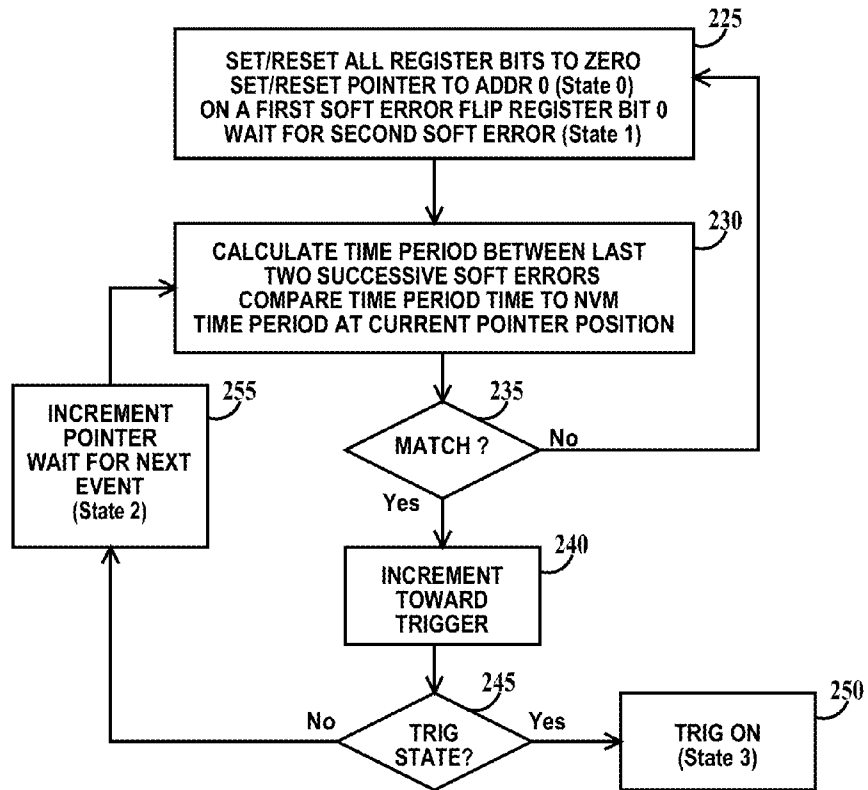 225
SET/RESET ALL REGISTER BITS TO ZERO
SET/RESET POINTER TO ADDR 0 (State 0)
ON A FIRST SOFT ERROR FLIP REGISTER BIT 0
WAIT FOR SECOND SOFT ERROR (State 1)
230
CALCULATE TIME PERIOD BETWEEN LAST
TWO SUCCESSIVE SOFT ERRORS
COMPARE TIME PERIOD TIME TO NVM
TIME PERIOD AT CURRENT POINTER POSITION
255
INCREMENT
POINTER
WAIT FOR NEXT
EVENT
(State 2)
235
MATCH ?
No
Yes
240
INCREMENT
TOWARD
TRIGGER
245
TRIG
STATE?
No
Yes
250
TRIG ON
(State 3)